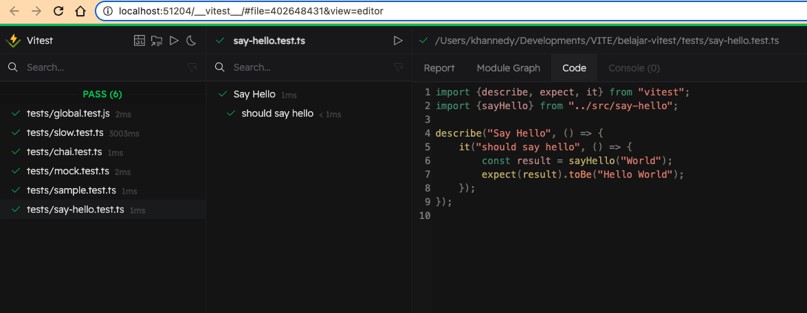 localhost:51204/__vitest__/#file=402648431&view=editor
Vitest
Search...
PASS (6)
tests/global.test.js 2ms
tests/slow.test.ts 3003ms
tests/chai.test.ts 1ms
tests/mock.test.ts 2ms
tests/sample.test.ts 1ms
tests/say-hello.test.ts 1ms
say-hello.test.ts
Search...
Say Hello 1ms
should say hello < 1ms
/Users/khannedy/Developments/VITE/belajar-vitest/tests/say-hello.test.ts
Report Module Graph Code Console (0)
1 import {describe, expect, it} from "vitest";
2 import {sayHello} from "../src/say-hello";
3
4 describe("Say Hello", () => {
5     it("should say hello", () => {
6         const result = sayHello("World");
7         expect(result).toBe("Hello World");
8     });
9 });
10